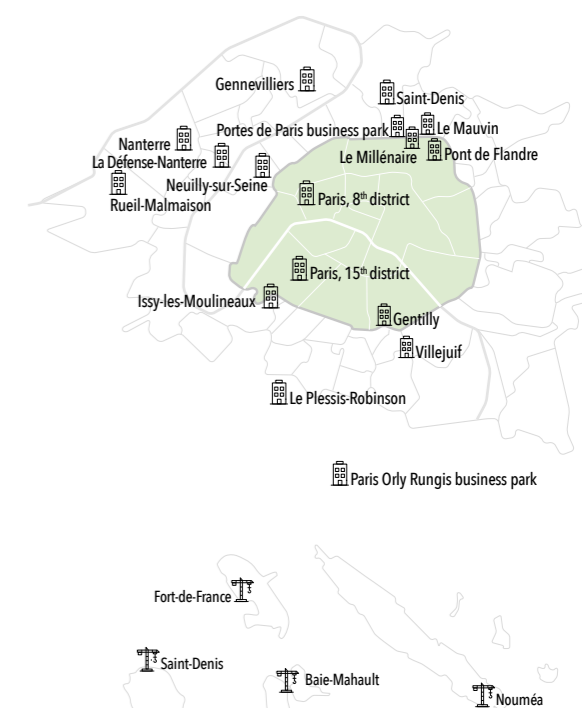 Gennevilliers
Saint-Denis
Portes de Paris business park
Le Mauvin
Nanterre
Le Millénaire
Pont de Flandre
La Défense-Nanterre
Neuilly-sur-Seine
Rueil-Malmaison
Paris, 8th district
Paris, 15th district
Issy-les-Moulineaux
Gentilly
Villejuif
Le Plessis-Robinson
Paris Orly Rungis business park
Fort-de-France
Saint-Denis
Baie-Mahault
Nouméa